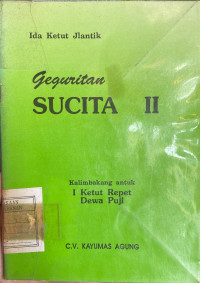 Ida Ketut Jlantik
Geguritan
SUCITA II
Kalimbakang antuk
I Ketut Repet
Dewa Puji
C.V. KAYUMAS AGUNG